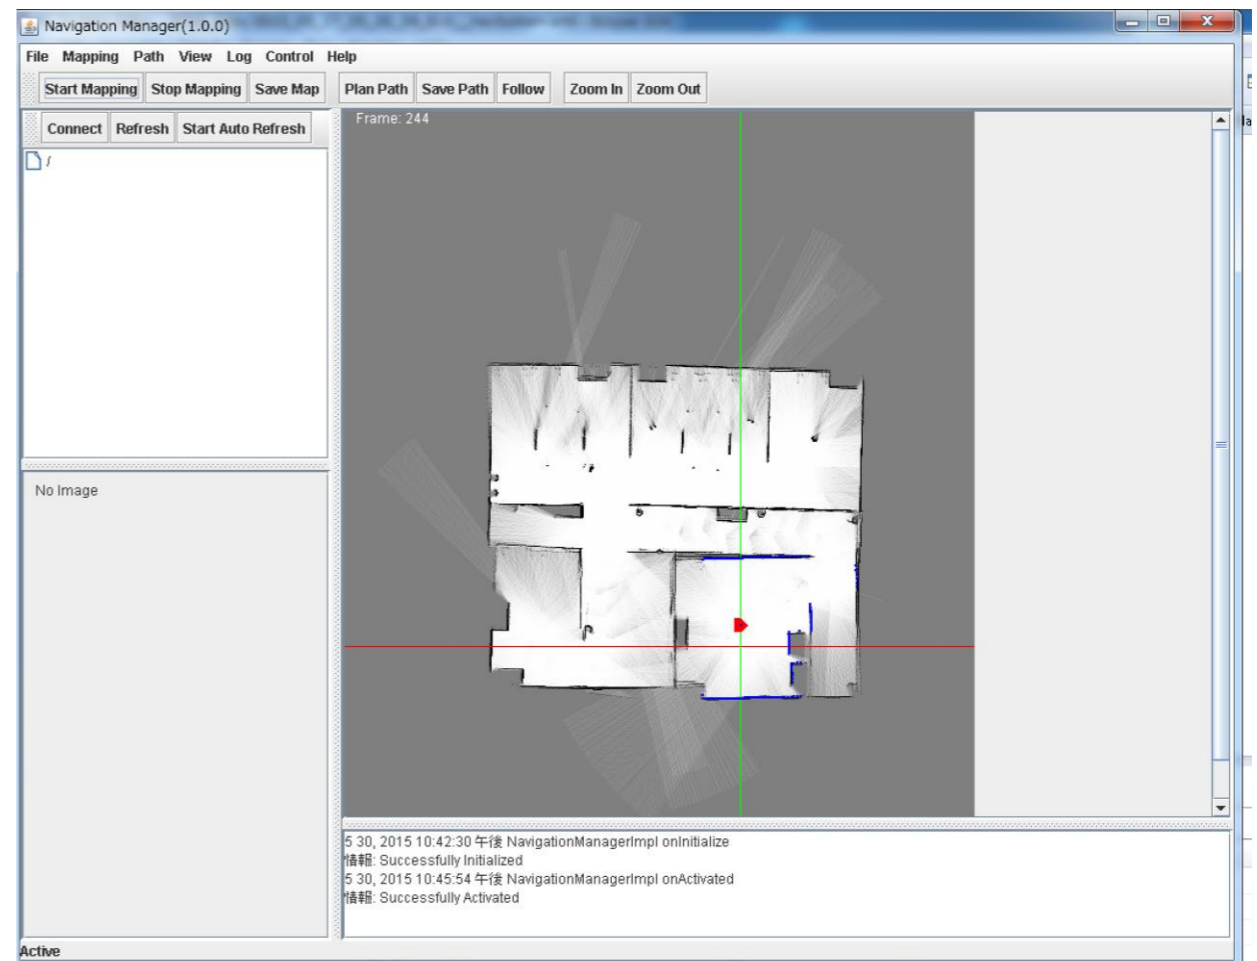 Navigation Manager(1.0.0)
File Mapping Path View Log Control Help
Start Mapping Stop Mapping Save Map Plan Path Save Path Follow Zoom In Zoom Out
Connect Refresh Start Auto Refresh
/
Frame: 244
No Image
5 30, 2015 10:42:30 午後 NavigationManagerImpl onInitialize
情報: Successfully Initialized
5 30, 2015 10:45:54 午後 NavigationManagerImpl onActivated
情報: Successfully Activated
Active